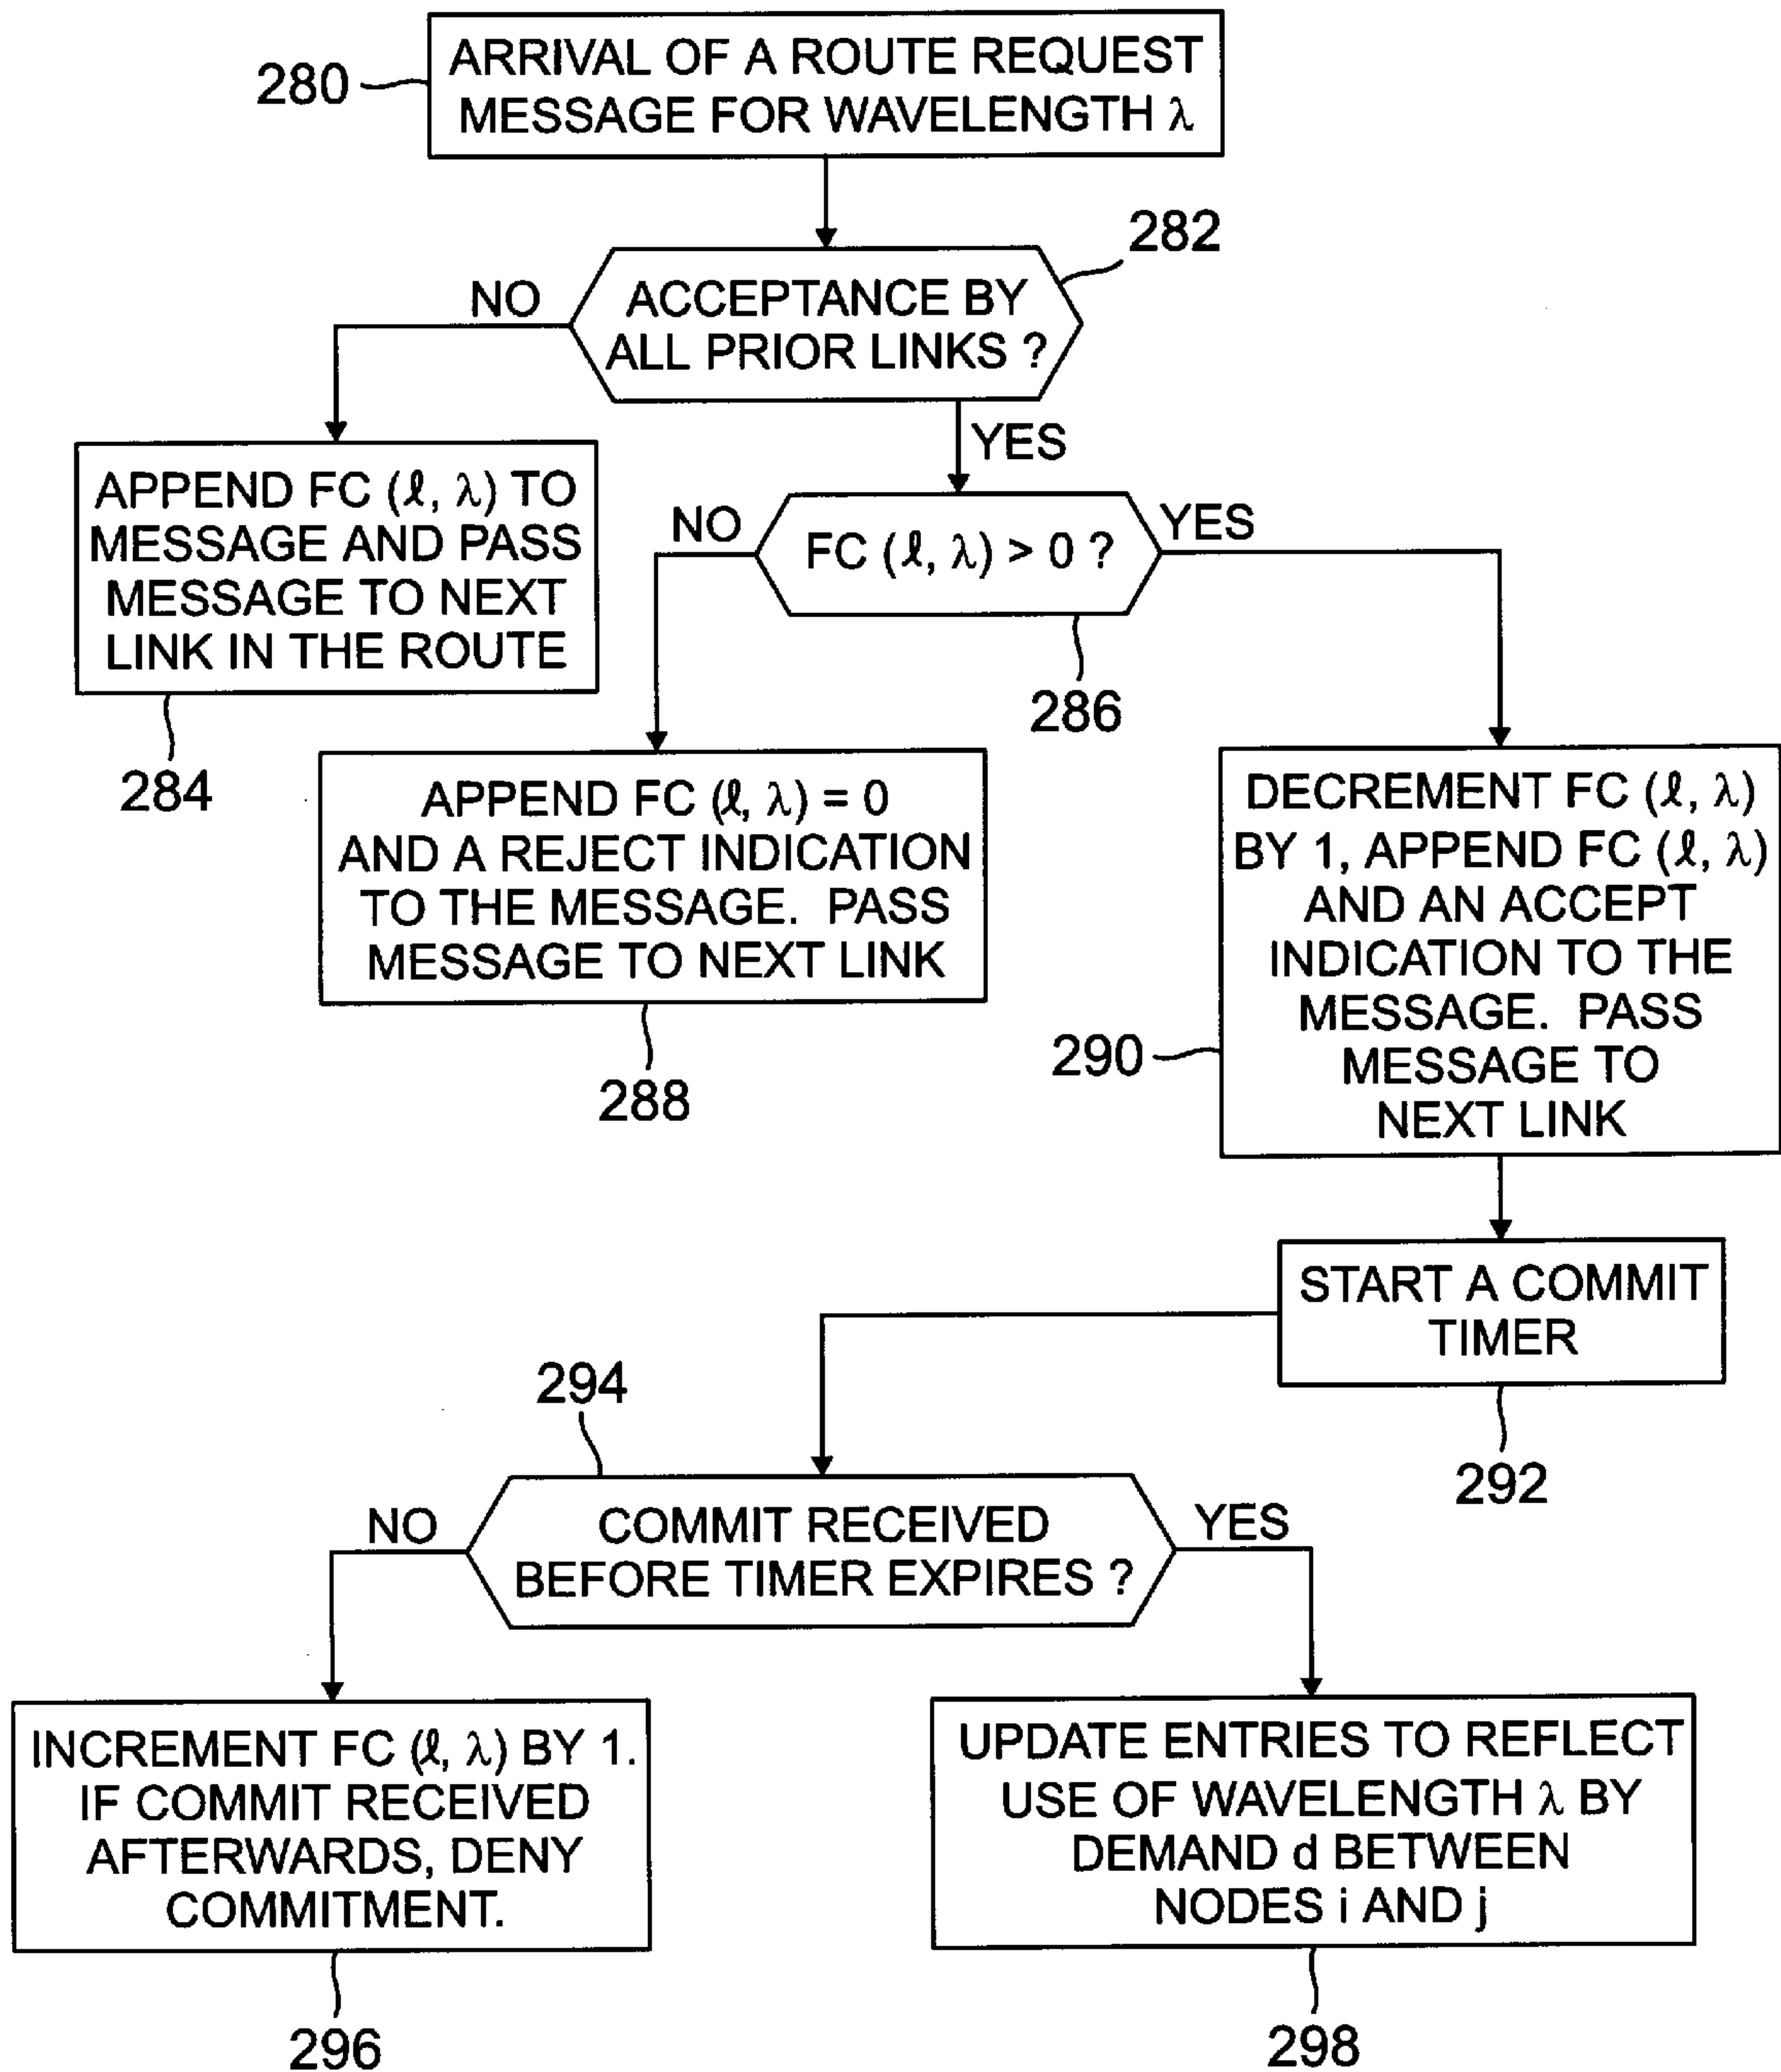 280
ARRIVAL OF A ROUTE REQUEST
MESSAGE FOR WAVELENGTH λ
282
ACCEPTANCE BY
ALL PRIOR LINKS ?
NO
YES
APPEND FC (ℓ, λ) TO
MESSAGE AND PASS
MESSAGE TO NEXT
LINK IN THE ROUTE
284
NO
FC (ℓ, λ) > 0 ?
YES
286
APPEND FC (ℓ, λ) = 0
AND A REJECT INDICATION
TO THE MESSAGE. PASS
MESSAGE TO NEXT LINK
288
DECREMENT FC (ℓ, λ)
BY 1, APPEND FC (ℓ, λ)
AND AN ACCEPT
INDICATION TO THE
MESSAGE. PASS
MESSAGE TO
NEXT LINK
290
START A COMMIT
TIMER
292
294
NO
COMMIT RECEIVED
BEFORE TIMER EXPIRES ?
YES
INCREMENT FC (ℓ, λ) BY 1.
IF COMMIT RECEIVED
AFTERWARDS, DENY
COMMITMENT.
296
UPDATE ENTRIES TO REFLECT
USE OF WAVELENGTH λ BY
DEMAND d BETWEEN
NODES i AND j
298